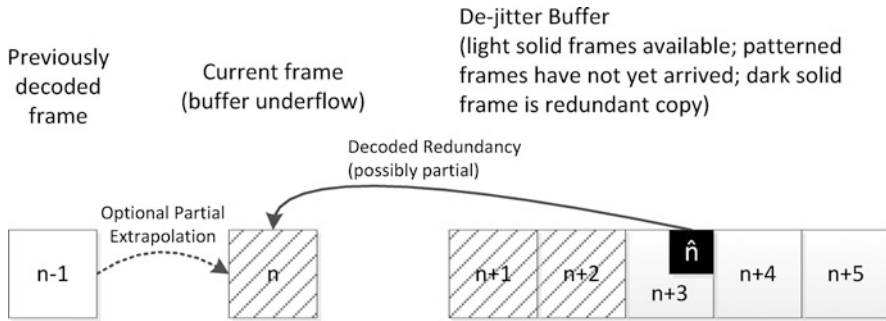 Previously
decoded
frame
Current frame
(buffer underflow)
De-jitter Buffer
(light solid frames available; patterned
frames have not yet arrived; dark solid
frame is redundant copy)
Decoded Redundancy
(possibly partial)
Optional Partial
Extrapolation
n-1
n
n+1
n+2
n̂
n+3
n+4
n+5